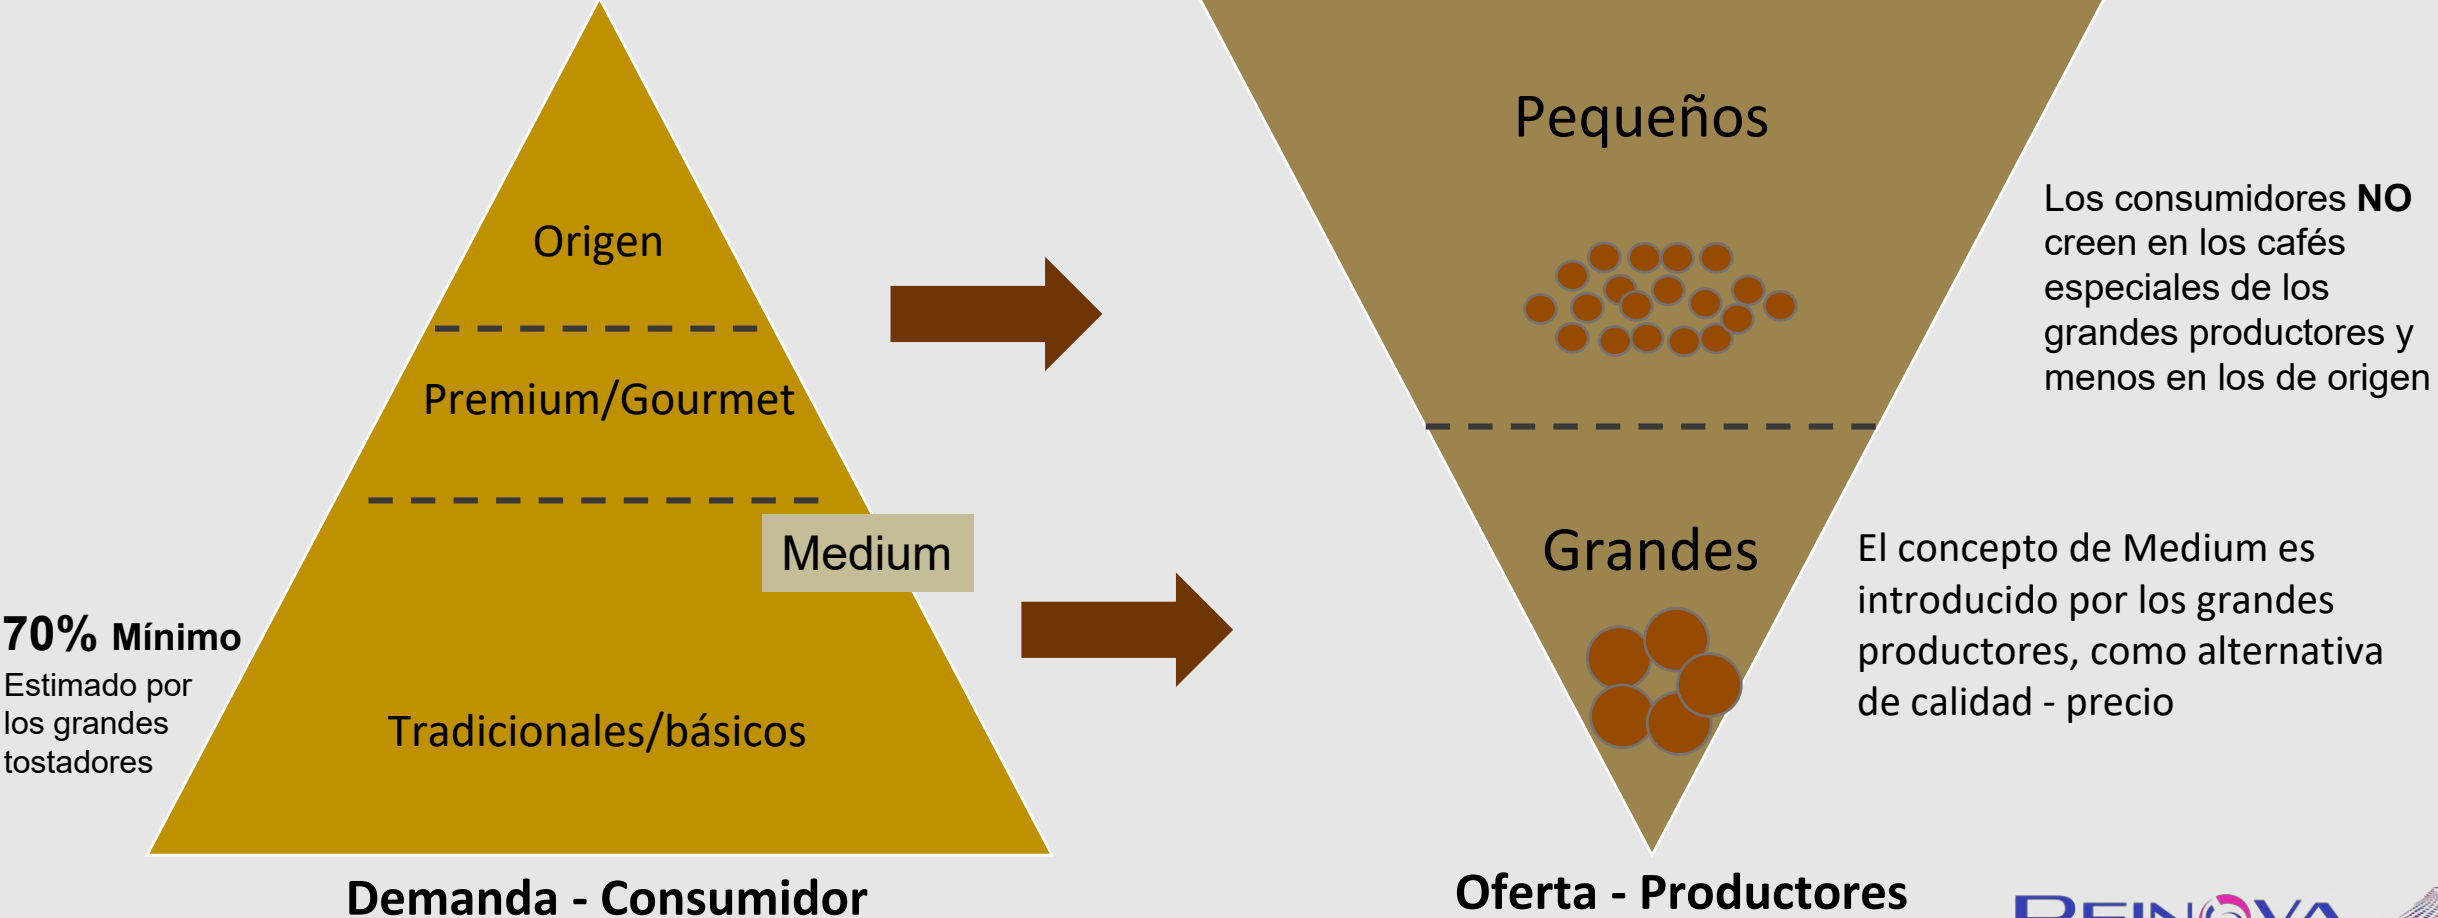 Origen
Premium/Gourmet
Medium
70% Mínimo
Estimado por
los grandes
tostadores
Tradicionales/básicos
Demanda - Consumidor
Pequeños
Los consumidores NO
creen en los cafés
especiales de los
grandes productores y
menos en los de origen
Grandes
El concepto de Medium es
introducido por los grandes
productores, como alternativa
de calidad - precio
Oferta - Productores
REINOVA